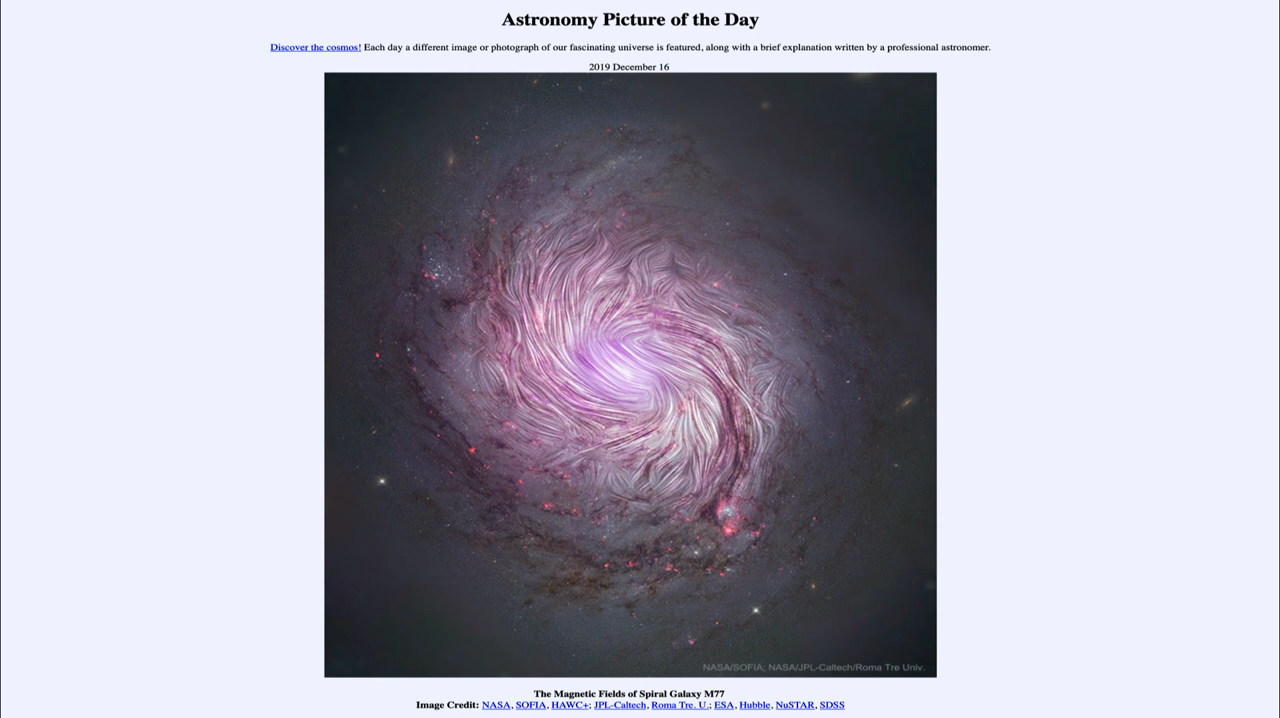 Astronomy Picture of the Day
Discover the cosmos! Each day a different image or photograph of our fascinating universe is featured, along with a brief explanation written by a professional astronomer.
2019 December 16
NASA/SOFIA; NASA/JPL-Caltech/Roma Tre Univ.
The Magnetic Fields of Spiral Galaxy M77
Image Credit: NASA, SOFIA, HAWC+; JPL-Caltech, Roma Tre. U.; ESA, Hubble, NuSTAR, SDSS